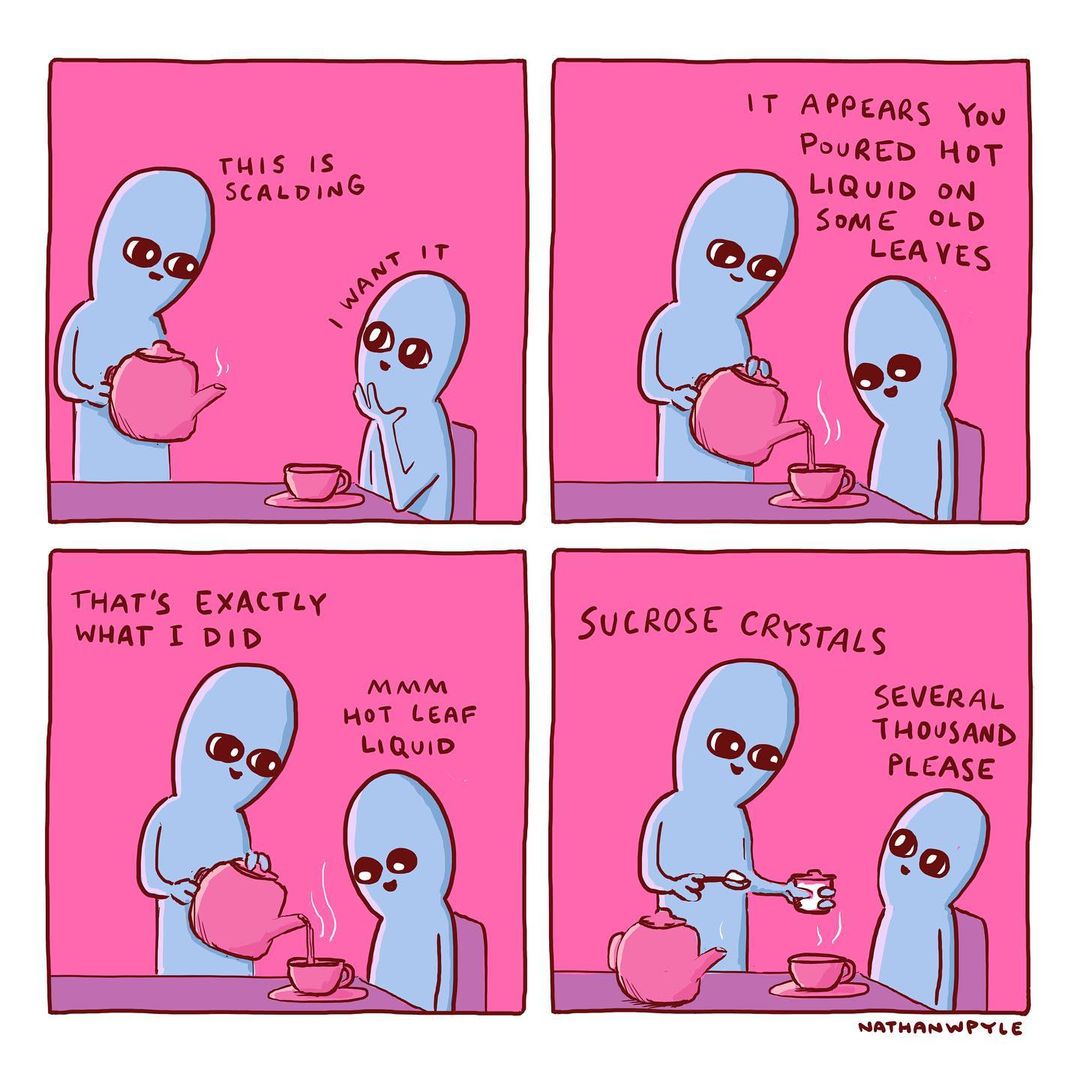 THIS IS
SCALDING
I WANT IT
IT APPEARS YOU
POURED HOT
LIQUID ON
SOME OLD
LEAVES
THAT'S EXACTLY
WHAT I DID
MMM
HOT LEAF
LIQUID
SUCROSE CRYSTALS
SEVERAL
THOUSAND
PLEASE
NATHANWPYLE